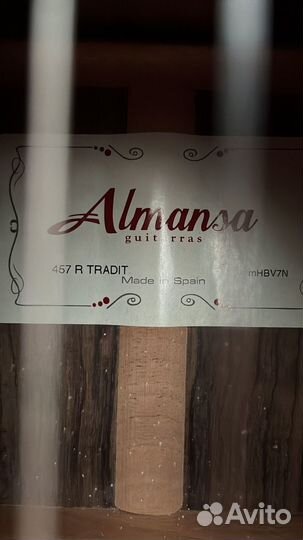 Almansa
guitarras
457 R TRADIT
Made in Spain
mHBV7N
Avito